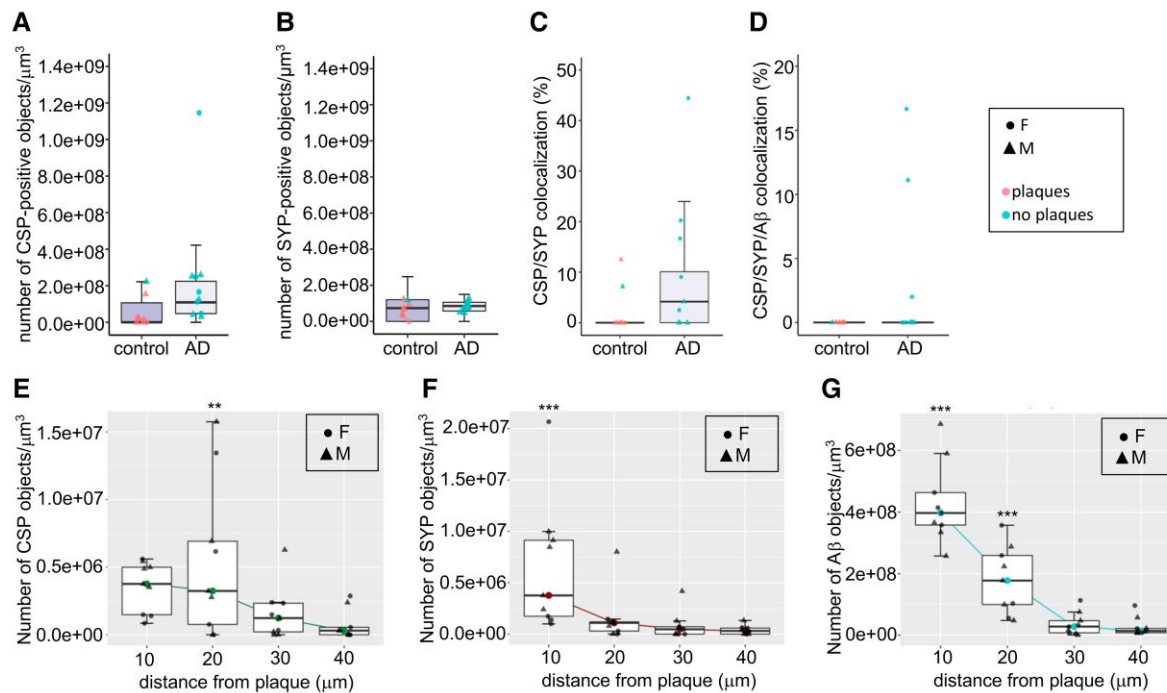 A
number of CSP-positive objects/μm³
1.4e+09
1.2e+09
1.0e+09
8.0e+08
6.0e+08
4.0e+08
2.0e+08
0.0e+00
control AD
B
number of SYP-positive objects/μm³
1.4e+09
1.2e+09
1.0e+09
8.0e+08
6.0e+08
4.0e+08
2.0e+08
0.0e+00
control AD
C
CSP/SYP colocalization (%)
50
40
30
20
10
0
control AD
D
CSP/SYP/Aβ colocalization (%)
20
15
10
5
0
control AD
F
M
plaques
no plaques
E
Number of CSP objects/μm³
1.5e+07
1.0e+07
0.5e+06
0.0e+00
**
F
M
10 20 30 40
distance from plaque (μm)
F
Number of SYP objects/μm³
2.0e+07
1.5e+07
1.0e+07
0.5e+06
0.0e+00
***
F
M
10 20 30 40
distance from plaque (μm)
G
Number of Aβ objects/μm³
6e+08
4e+08
2e+08
0e+00
***
***
F
M
10 20 30 40
distance from plaque (μm)